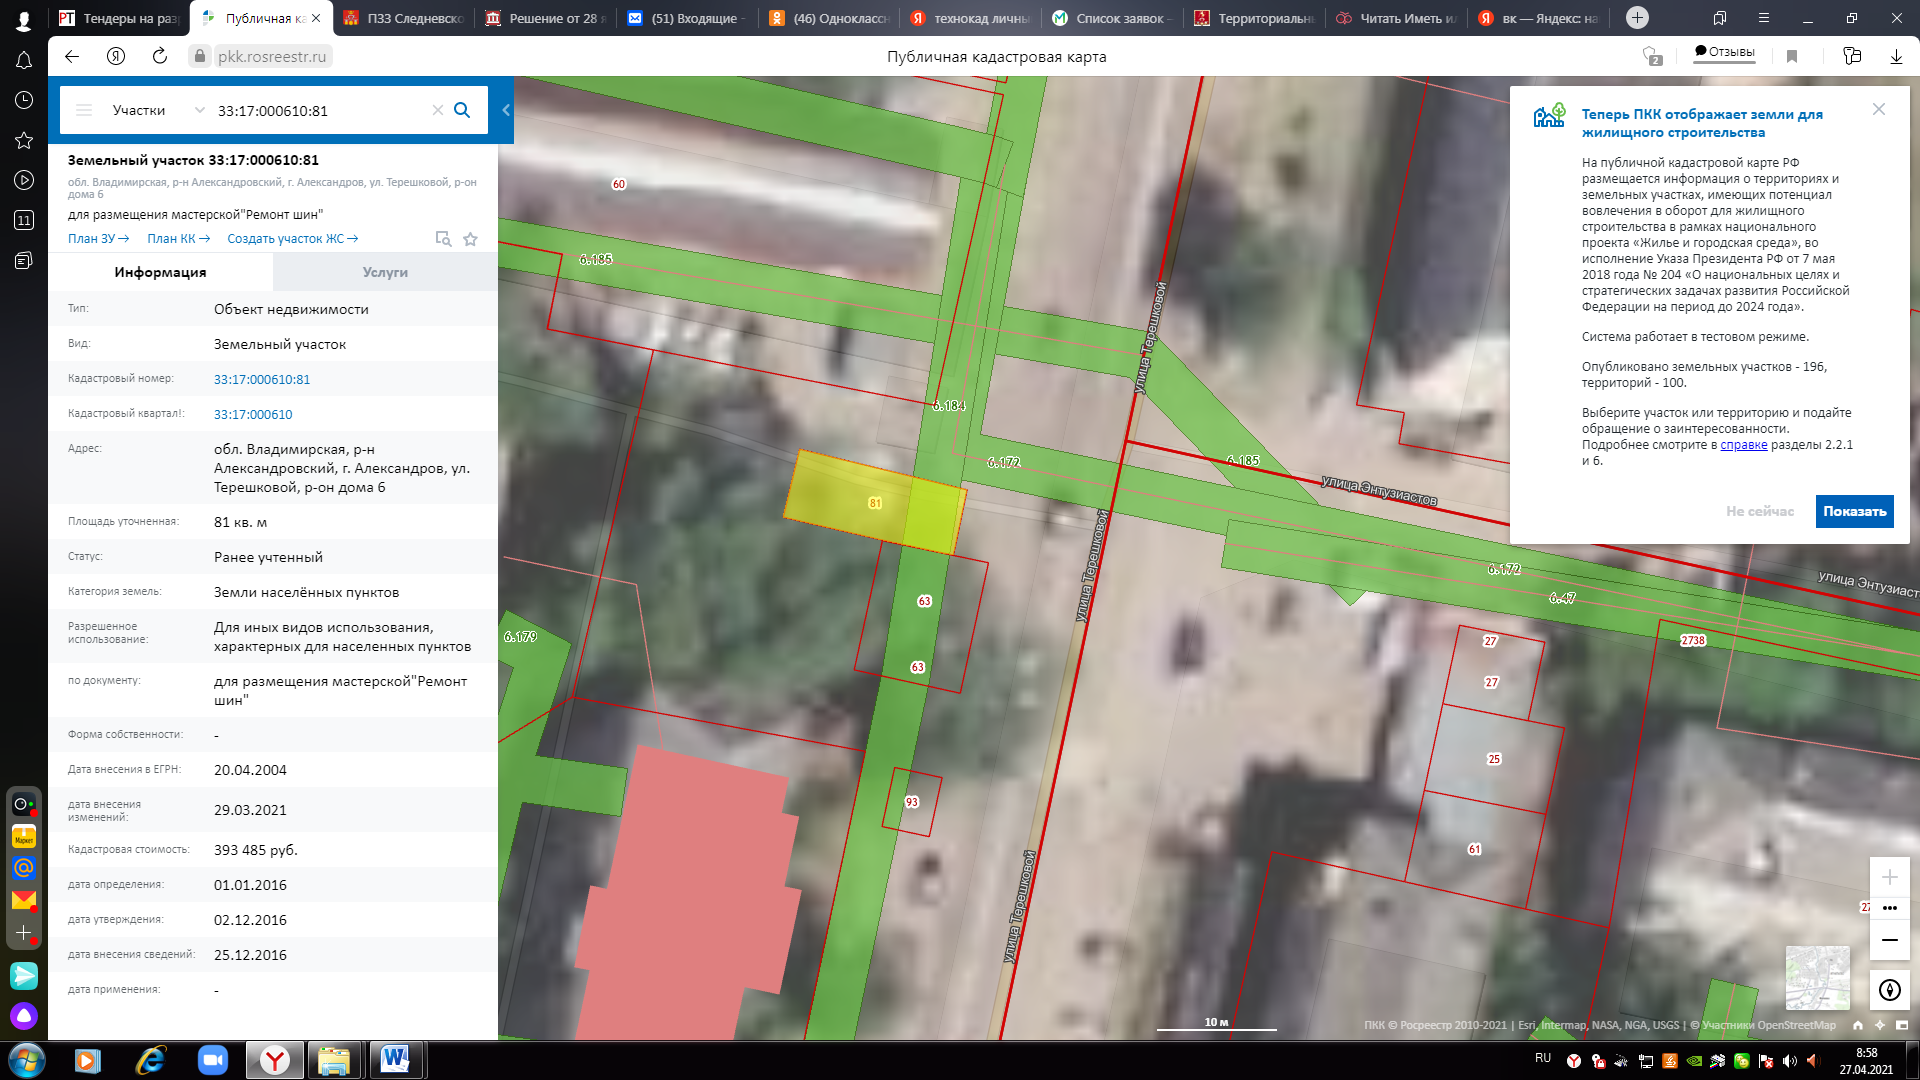 Тендеры на раз
Публичная ка
ПЗЗ Следневско
Решение от 28 я
(51) Входящие -
(46) Одноклассн
технокад личны
Список заявок -
Территориальн
Читать Иметь ил
вк — Яндекс: на
pkk.rosreestr.ru
Публичная кадастровая карта
2
Отзывы
Участки
33:17:000610:81
Земельный участок 33:17:000610:81
обл. Владимирская, р-н Александровский, г. Александров, ул. Терешковой, р-он
дома 6
для размещения мастерской"Ремонт шин"
План ЗУ → План КК → Создать участок ЖС →
Информация
Услуги
Тип: Объект недвижимости
Вид: Земельный участок
Кадастровый номер: 33:17:000610:81
Кадастровый квартал!: 33:17:000610
Адрес: обл. Владимирская, р-н
Александровский, г. Александров, ул.
Терешковой, р-он дома 6
Площадь уточненная: 81 кв. м
Статус: Ранее учтенный
Категория земель: Земли населённых пунктов
Разрешенное
использование:
Для иных видов использования,
характерных для населенных пунктов
по документу: для размещения мастерской"Ремонт
шин"
Форма собственности: -
Дата внесения в ЕГРН: 20.04.2004
дата внесения
изменений:
29.03.2021
Кадастровая стоимость: 393 485 руб.
дата определения: 01.01.2016
дата утверждения: 02.12.2016
дата внесения сведений: 25.12.2016
дата применения: -
11
Маркет
60
6.185
6.184
6.172
6.185
81
63
63
6.179
93
6.172
6.47
27
27
25
61
2738
27
улица Терешковой
улица Терешковой
улица Терешковой
улица Энтузиастов
улица Энтузиаст
Теперь ПКК отображает земли для
жилищного строительства
На публичной кадастровой карте РФ
размещается информация о территориях и
земельных участках, имеющих потенциал
вовлечения в оборот для жилищного
строительства в рамках национального
проекта «Жилье и городская среда», во
исполнение Указа Президента РФ от 7 мая
2018 года № 204 «О национальных целях и
стратегических задачах развития Российской
Федерации на период до 2024 года».
Система работает в тестовом режиме.
Опубликовано земельных участков - 196,
территорий - 100.
Выберите участок или территорию и подайте
обращение о заинтересованности.
Подробнее смотрите в справке разделы 2.2.1
и 6.
Не сейчас
Показать
10 м
ПКК © Росреестр 2010-2021 | Esri, Intermap, NASA, NGA, USGS | © Участники OpenStreetMap
RU
8:58
27.04.2021